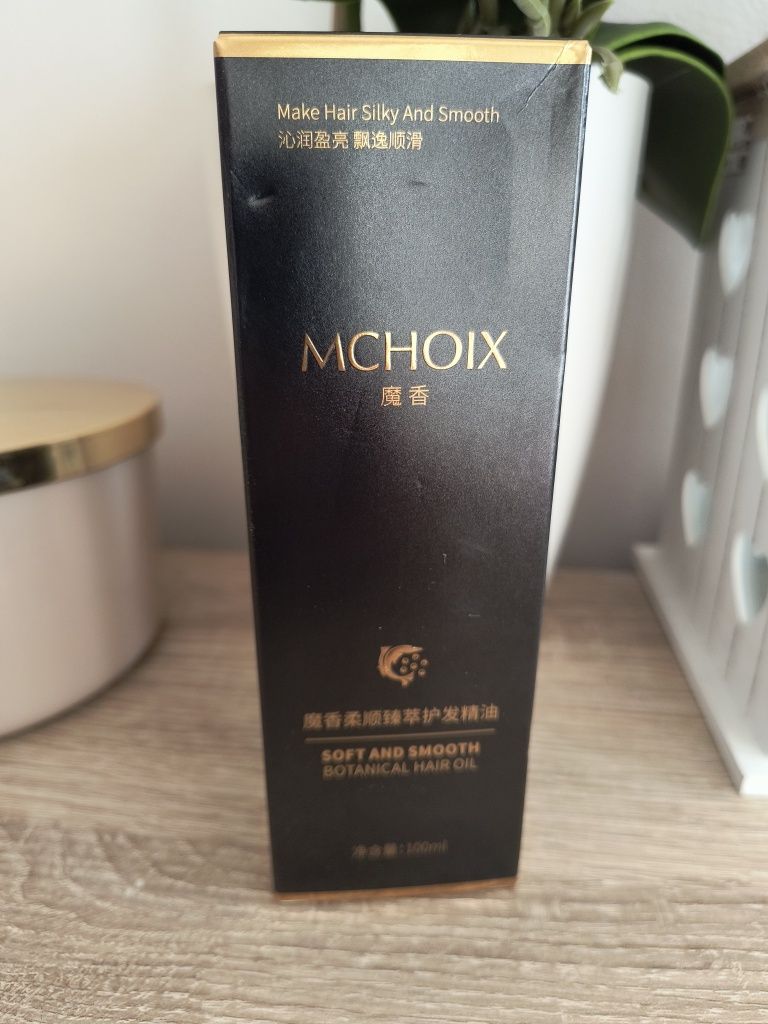 Make Hair Silky And Smooth
沁润盈亮 飘逸顺滑
MCHOIX
魔香
魔香柔顺臻萃护发精油
SOFT AND SMOOTH
BOTANICAL HAIR OIL
净含量:100ml